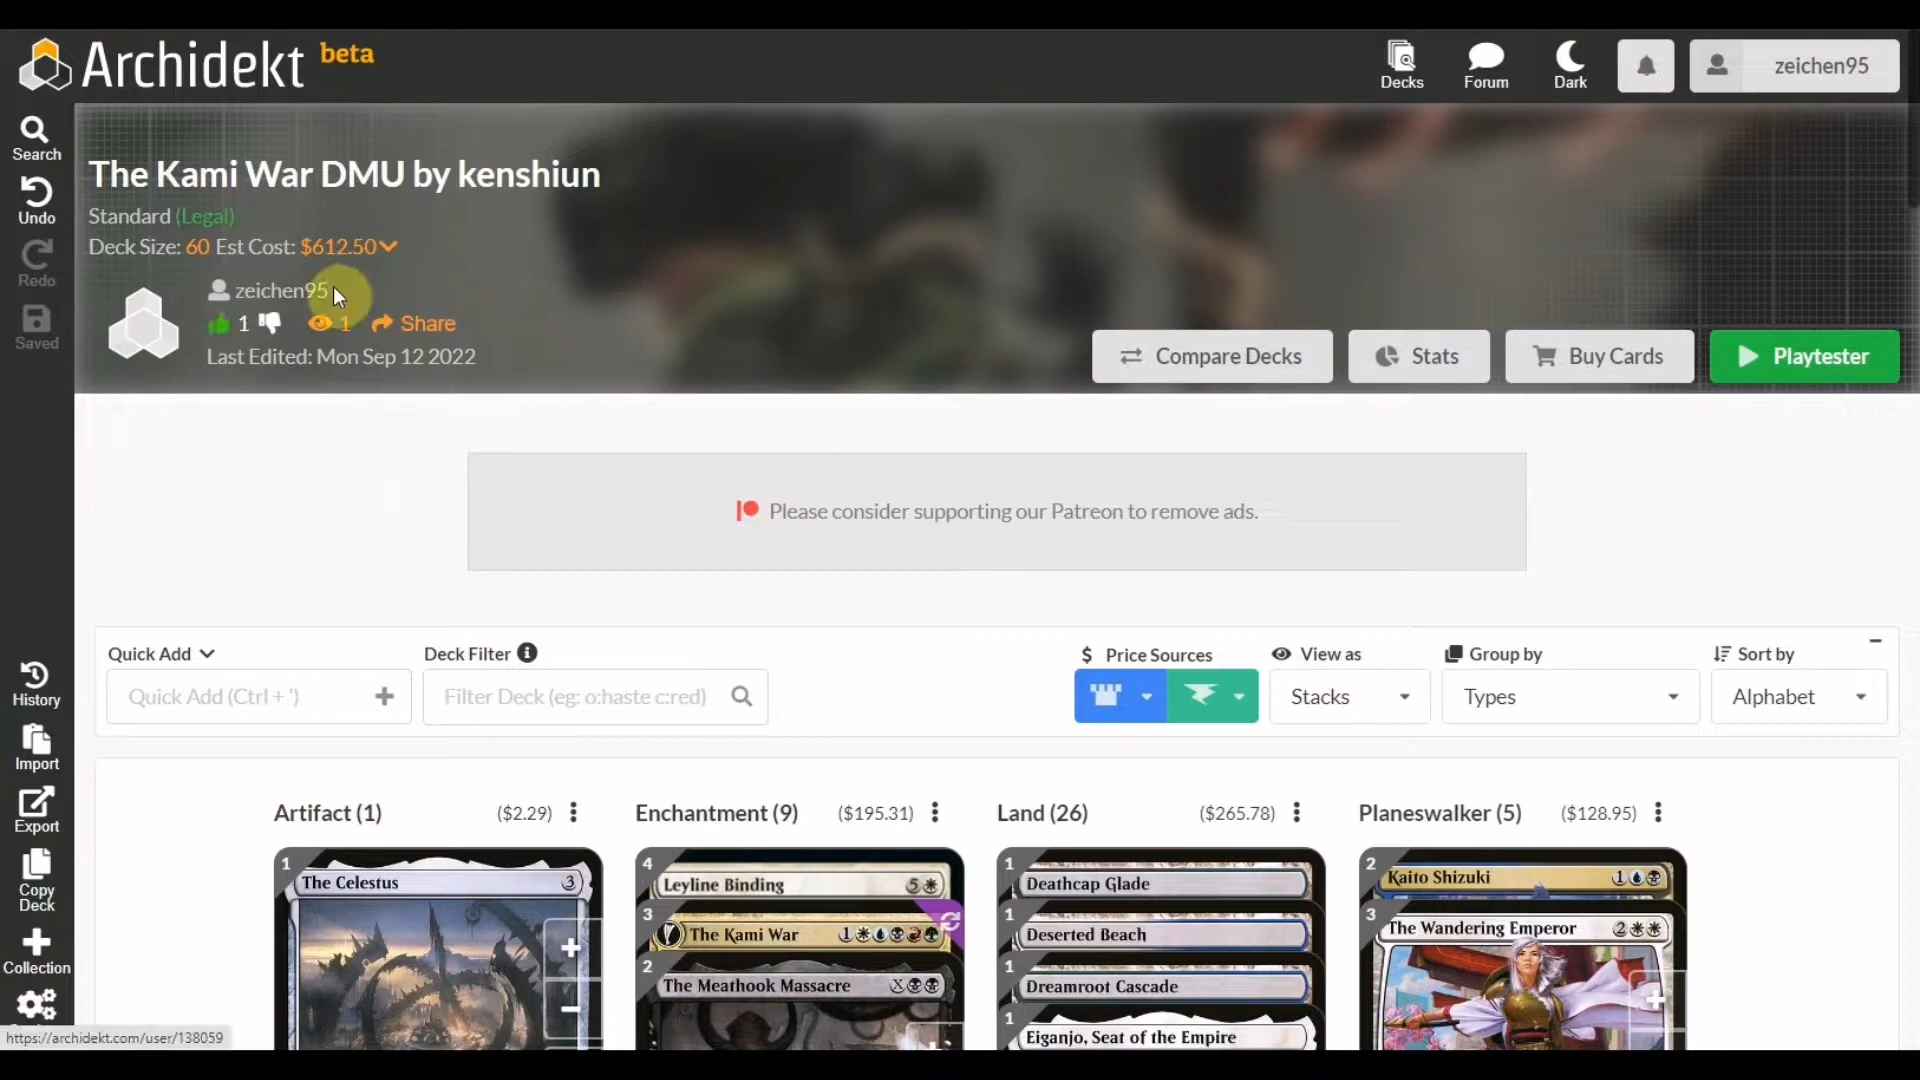 Archidekt beta
Decks
Forum
Dark
zeichen95
Search
Undo
Redo
Saved
History
Import
Export
Copy
Deck
Collection
The Kami War DMU by kenshiun
Standard (Legal)
Deck Size: 60 Est Cost: $612.50
zeichen95
1 1 Share
Last Edited: Mon Sep 12 2022
Compare Decks
Stats
Buy Cards
Playtester
Please consider supporting our Patreon to remove ads.
Quick Add
Quick Add (Ctrl + ')
Deck Filter
Filter Deck (eg: o:haste c:red)
$ Price Sources
View as
Stacks
Group by
Types
Sort by
Alphabet
Artifact (1) ($2.29)
1
The Celestus 3
Enchantment (9) ($195.31)
4
Leyline Binding 5
3
The Kami War 1
2
The Meathook Massacre X
Land (26) ($265.78)
1
Deathcap Glade
1
Deserted Beach
1
Dreamroot Cascade
1
Eiganjo, Seat of the Empire
Planeswalker (5) ($128.95)
2
Kaito Shizuki 1
3
The Wandering Emperor 2
https://archidekt.com/user/138059